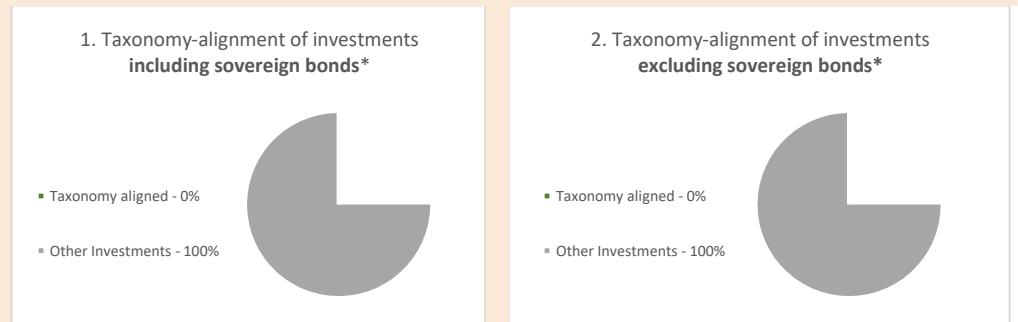 1. Taxonomy-alignment of investments
including sovereign bonds*
Taxonomy aligned - 0%
Other Investments - 100%
2. Taxonomy-alignment of investments
excluding sovereign bonds*
Taxonomy aligned - 0%
Other Investments - 100%